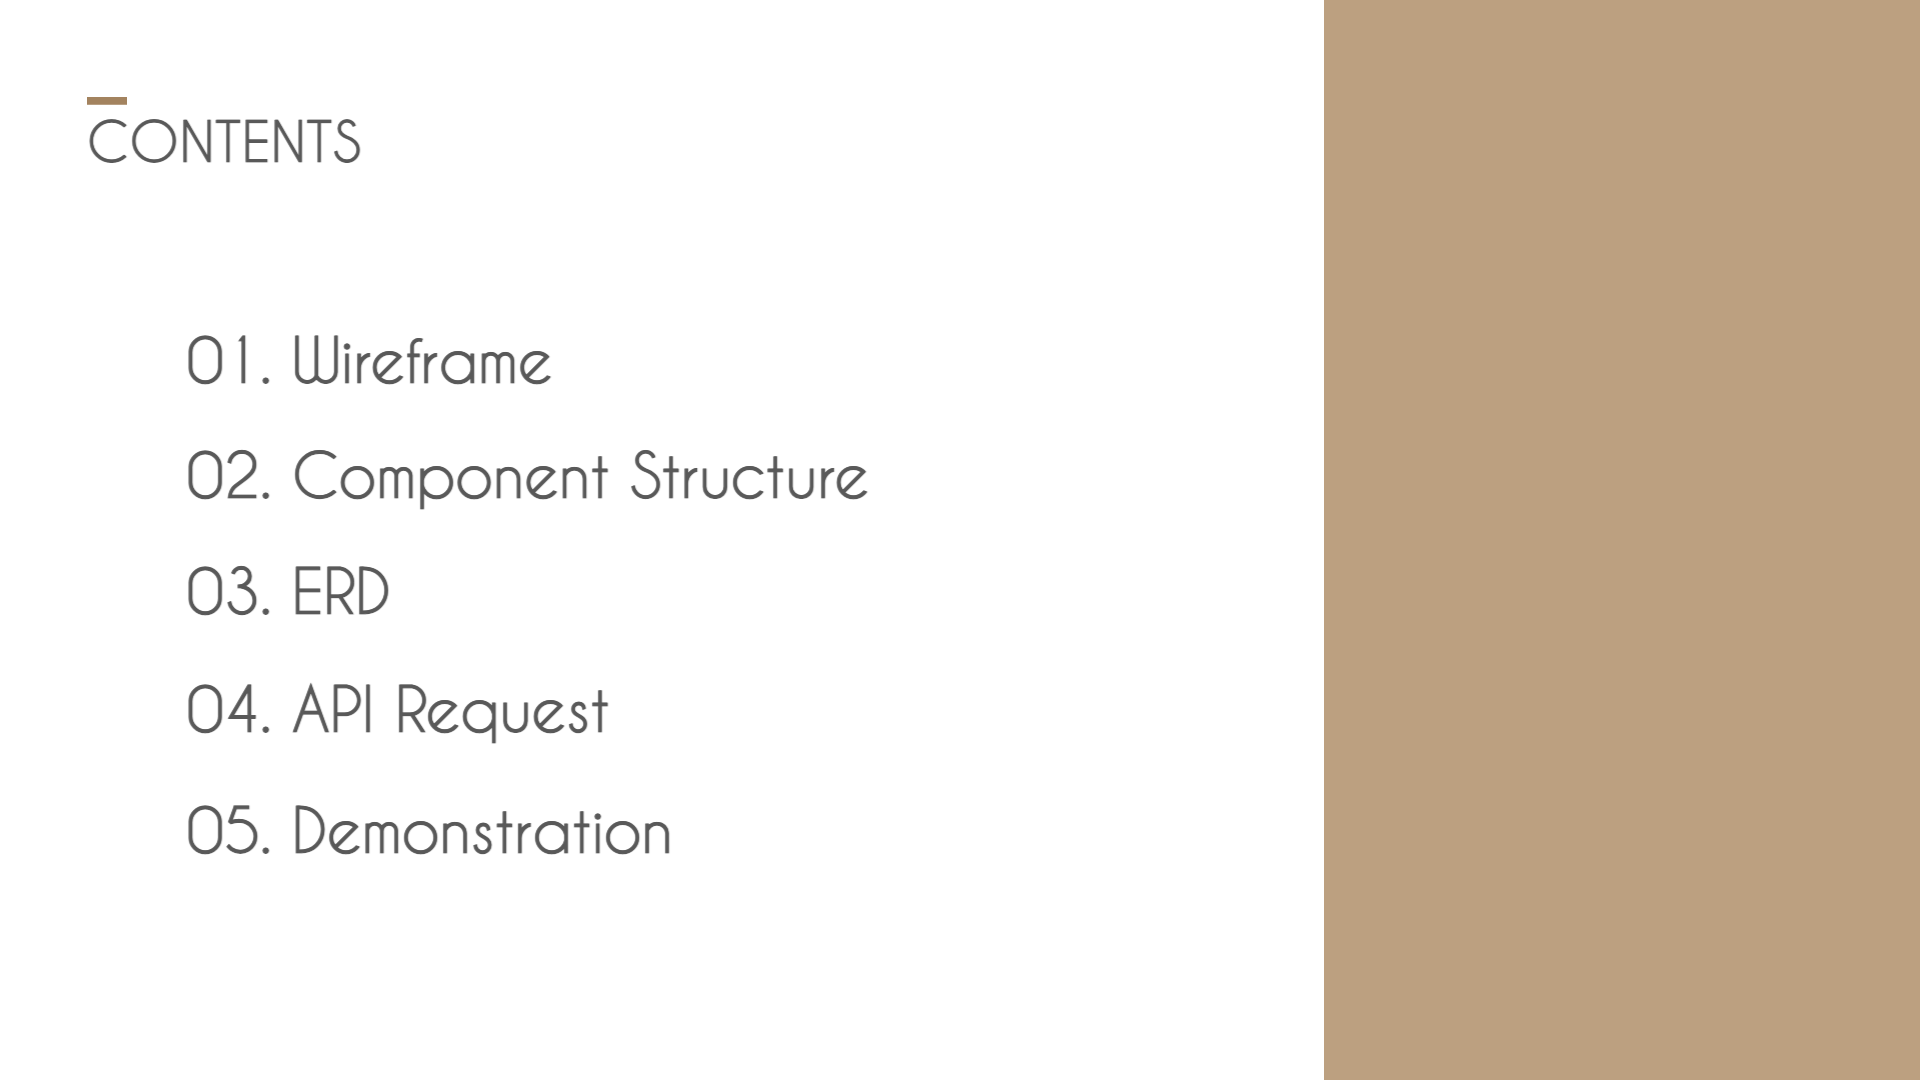 CONTENTS
01. Wireframe
02. Component Structure
03. ERD
04. API Request
05. Demonstration